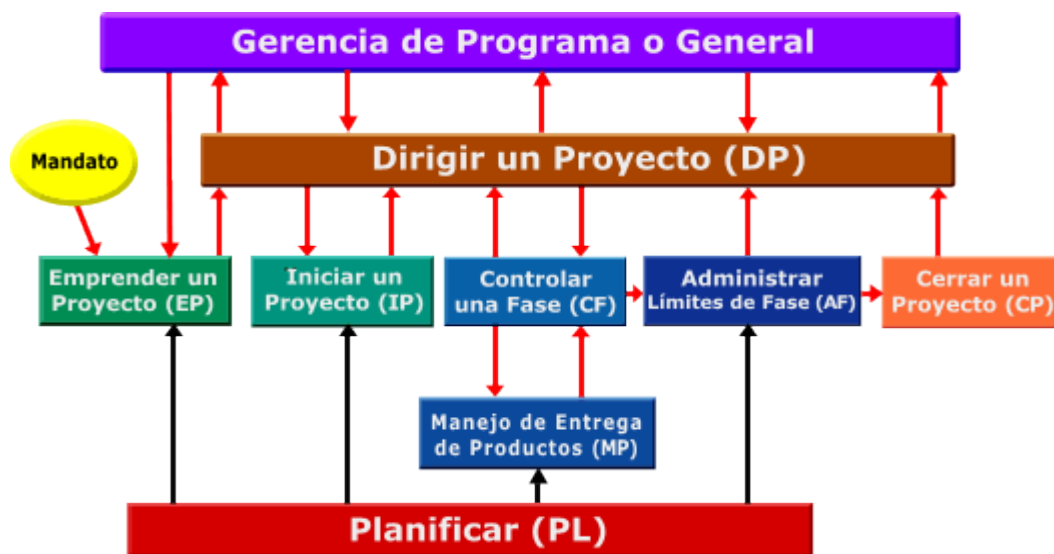 Gerencia de Programa o General
Dirigir un Proyecto (DP)
Mandato
Emprender un
Proyecto (EP)
Iniciar un
Proyecto (IP)
Controlar
una Fase (CF)
Administrar
Límites de Fase (AF)
Cerrar un
Proyecto (CP)
Manejo de Entrega
de Productos (MP)
Planificar (PL)